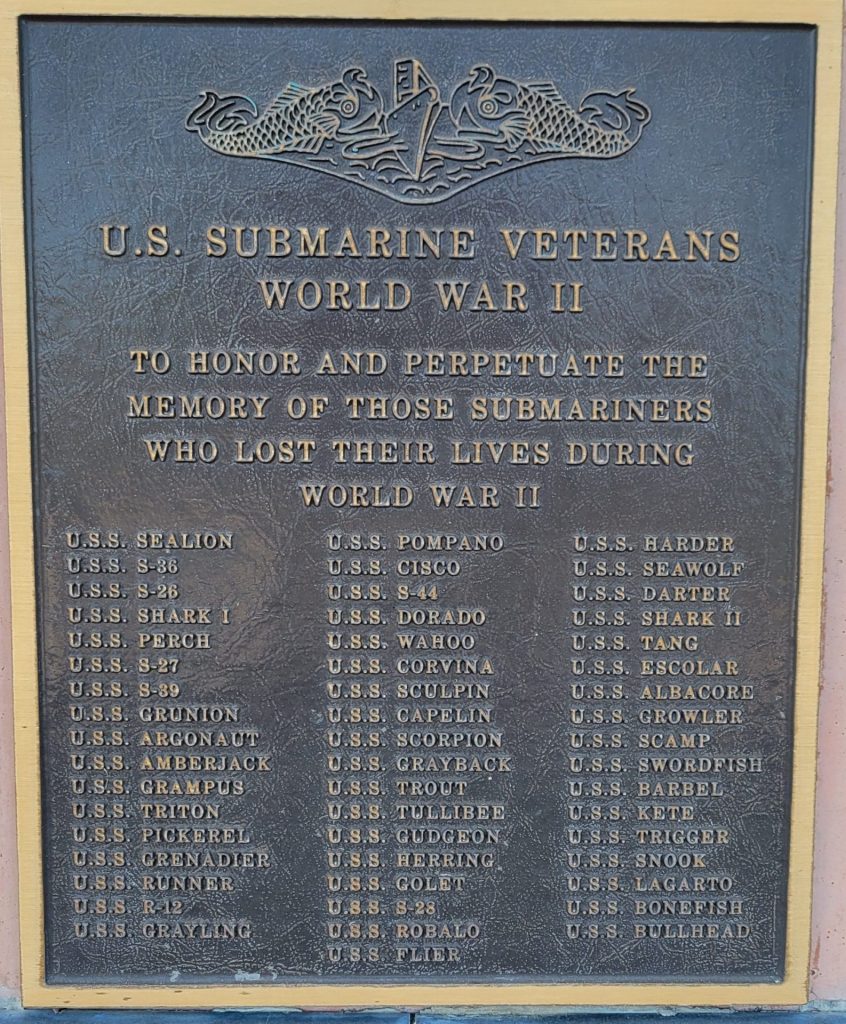 U.S. SUBMARINE VETERANS
WORLD WAR II
TO HONOR AND PERPETUATE THE
MEMORY OF THOSE SUBMARINERS
WHO LOST THEIR LIVES DURING
WORLD WAR II
U.S.S. SEALION
U.S.S. S-36
U.S.S. S-26
U.S.S. SHARK I
U.S.S. PERCH
U.S.S. S-27
U.S.S. S-39
U.S.S. GRUNION
U.S.S. ARGONAUT
U.S.S. AMBERJACK
U.S.S. GRAMPUS
U.S.S. TRITON
U.S.S. PICKEREL
U.S.S. GRENADIER
U.S.S. RUNNER
U.S.S. R-12
U.S.S. GRAYLING
U.S.S. POMPANO
U.S.S. CISCO
U.S.S. S-44
U.S.S. DORADO
U.S.S. WAHOO
U.S.S. CORVINA
U.S.S. SCULPIN
U.S.S. CAPELIN
U.S.S. SCORPION
U.S.S. GRAYBACK
U.S.S. TROUT
U.S.S. TULLIBEE
U.S.S. GUDGEON
U.S.S. HERRING
U.S.S. GOLET
U.S.S. S-28
U.S.S. ROBALO
U.S.S. FLIER
U.S.S. HARDER
U.S.S. SEAWOLF
U.S.S. DARTER
U.S.S. SHARK II
U.S.S. TANG
U.S.S. ESCOLAR
U.S.S. ALBACORE
U.S.S. GROWLER
U.S.S. SCAMP
U.S.S. SWORDFISH
U.S.S. BARBEL
U.S.S. KETE
U.S.S. TRIGGER
U.S.S. SNOOK
U.S.S. LAGARTO
U.S.S. BONEFISH
U.S.S. BULLHEAD